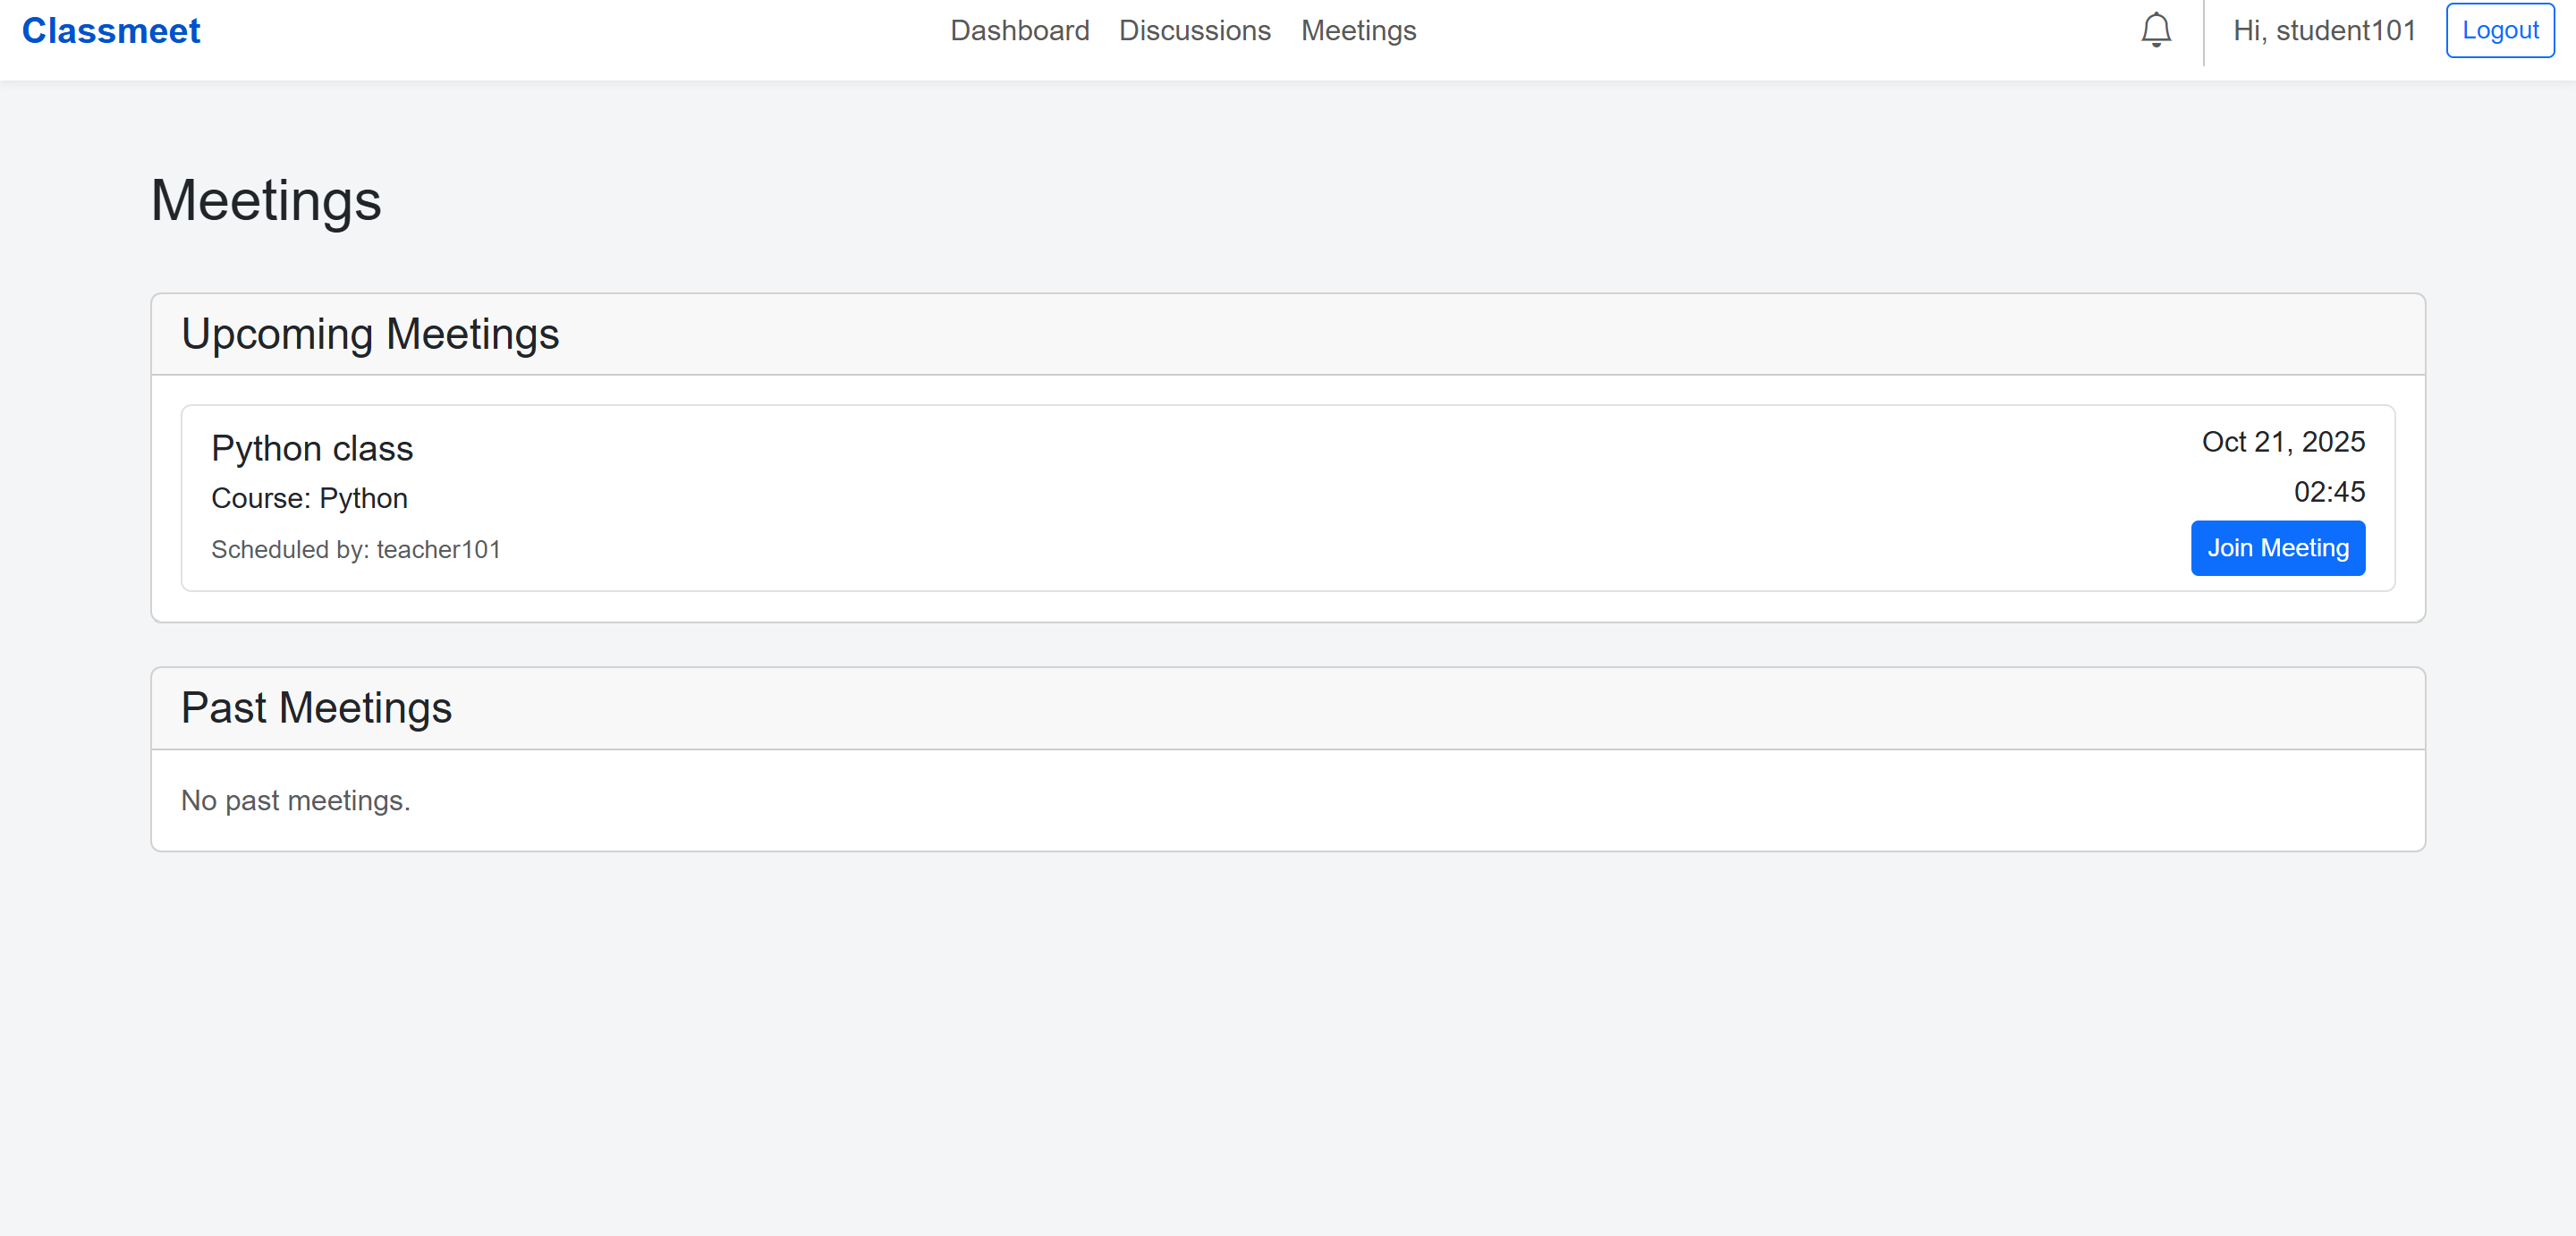 Classmeet
Dashboard Discussions Meetings
Hi, student101
Logout
Meetings
Upcoming Meetings
Python class
Course: Python
Scheduled by: teacher101
Oct 21, 2025
02:45
Join Meeting
Past Meetings
No past meetings.